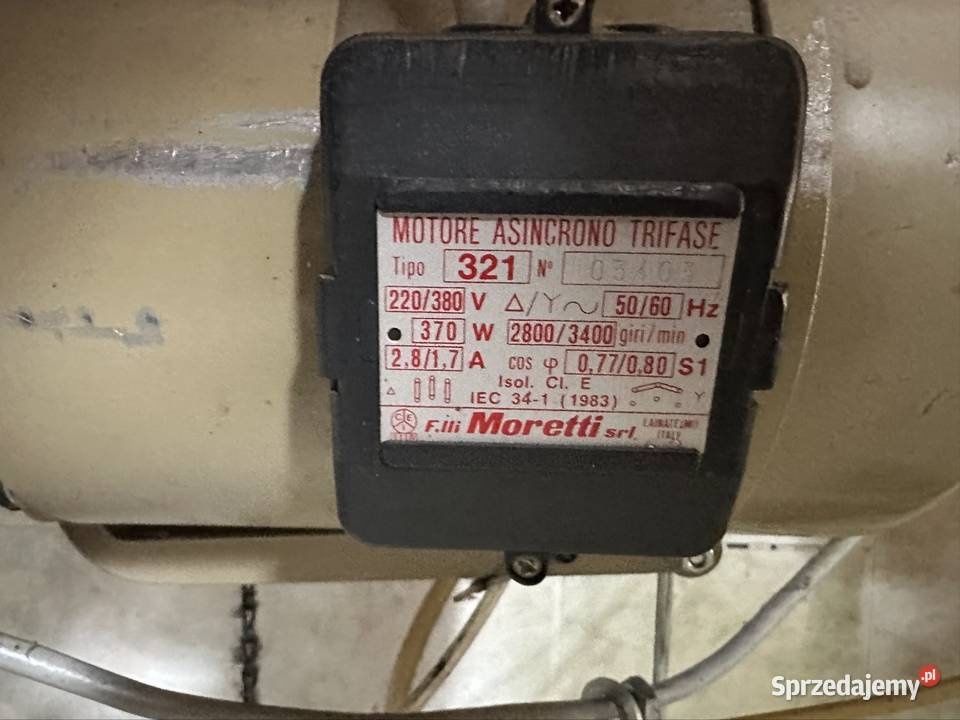 MOTORE ASINCRONO TRIFASE
Tipo 321 N°
220/380 V Δ/Y ~ 50/60 Hz
370 W 2800/3400 giri/min
2,8/1,7 A cos φ 0,77/0,80 S1
Isol. Cl. E
Δ IEC 34-1 (1983) Y
F.lli Moretti srl ITALY
Sprzedajemy.pl